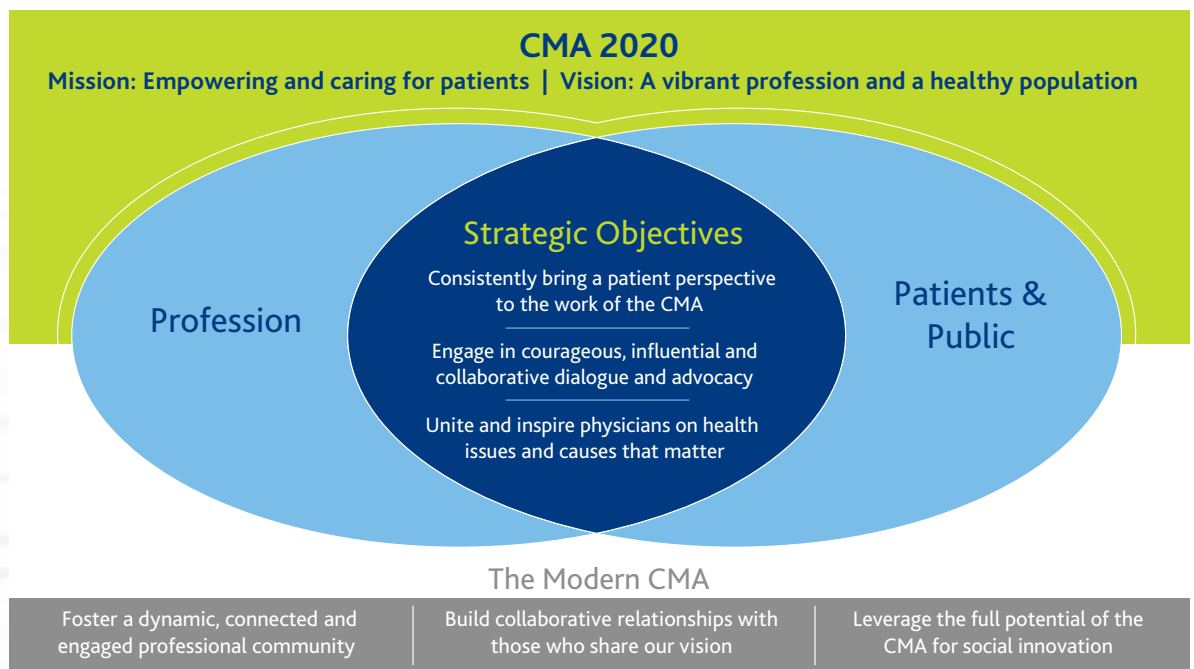 CMA 2020
Mission: Empowering and caring for patients | Vision: A vibrant profession and a healthy population
Profession
Strategic Objectives
Consistently bring a patient perspective
to the work of the CMA
Engage in courageous, influential and
collaborative dialogue and advocacy
Unite and inspire physicians on health
issues and causes that matter
Patients &
Public
The Modern CMA
Foster a dynamic, connected and
engaged professional community
Build collaborative relationships with
those who share our vision
Leverage the full potential of the
CMA for social innovation